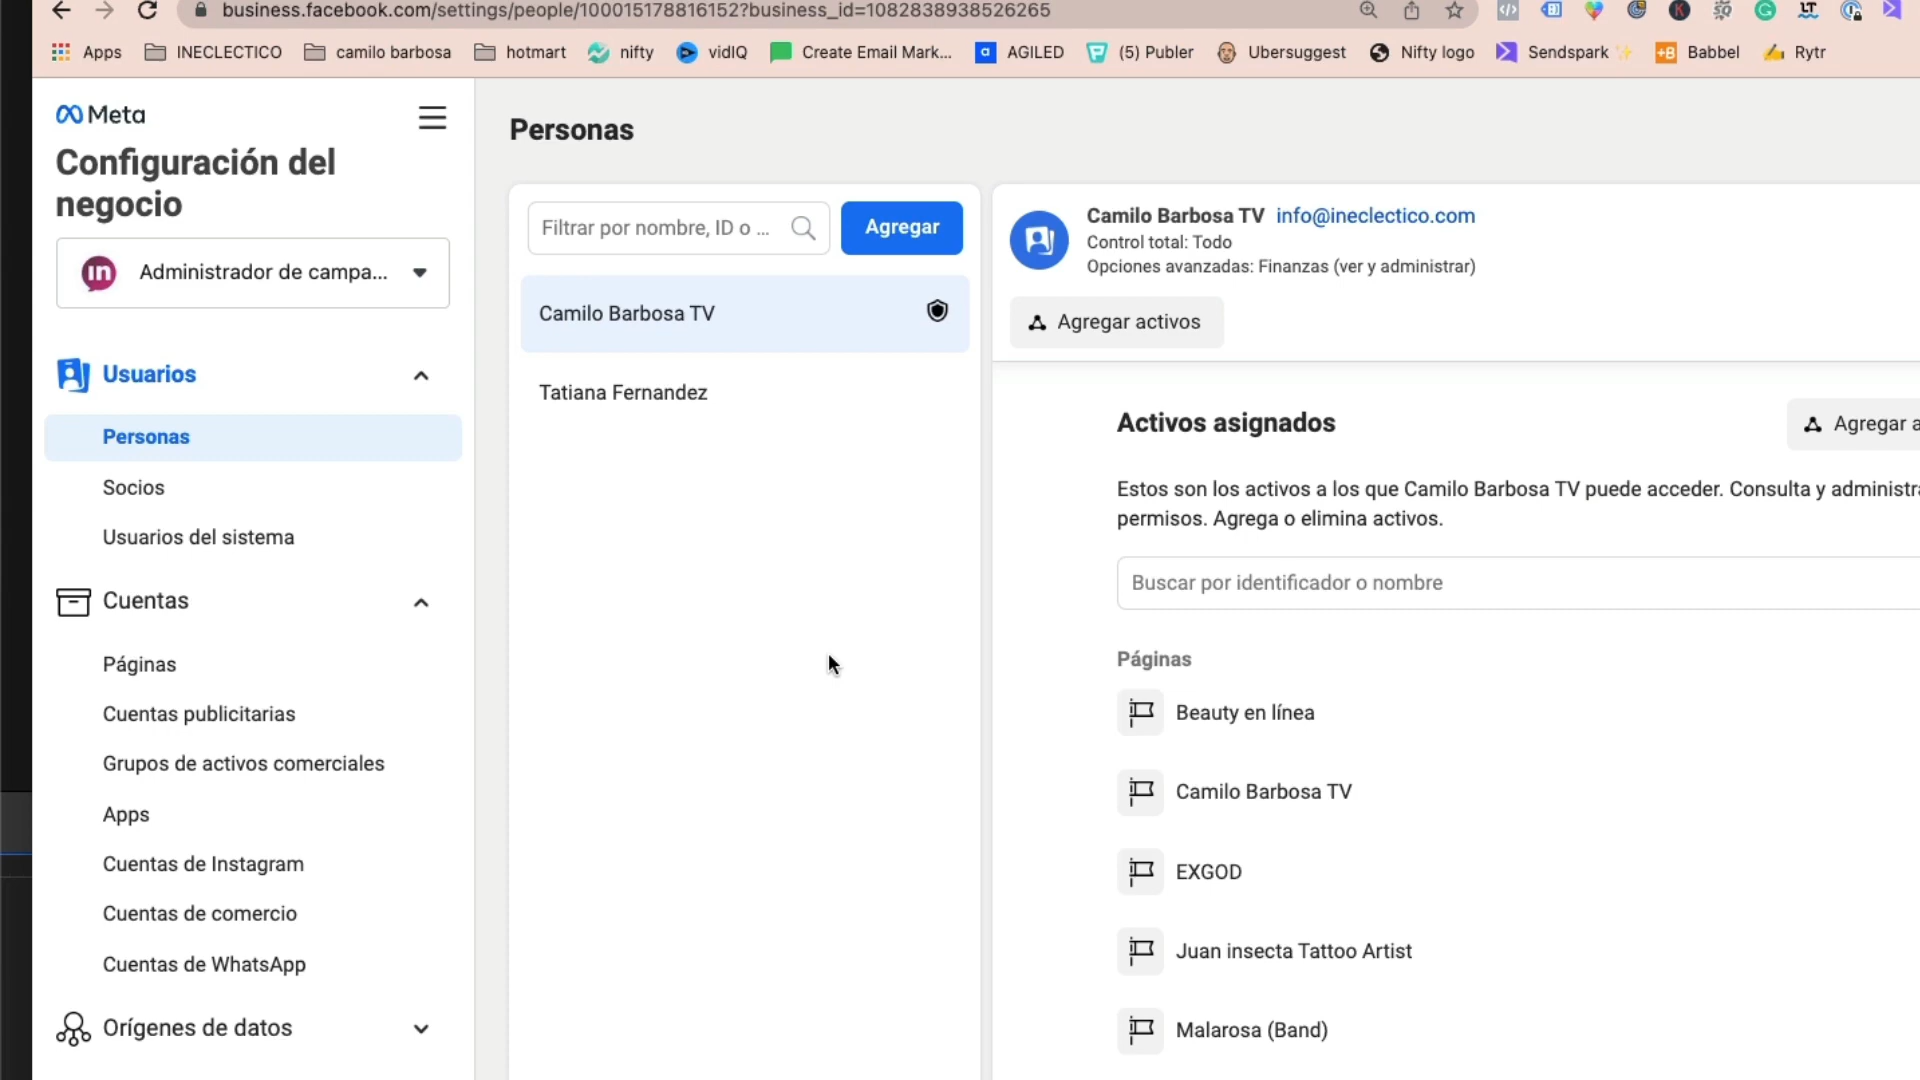 business.facebook.com/settings/people/100015178816152?business_id=1082838938526265
Apps INECLECTICO camilo barbosa hotmart nifty vidIQ Create Email Mark... AGILED (5) Publer Ubersuggest Nifty logo Sendspark Babbel Rytr
Meta
Configuración del
negocio
Administrador de campa...
Usuarios
Personas
Socios
Usuarios del sistema
Cuentas
Páginas
Cuentas publicitarias
Grupos de activos comerciales
Apps
Cuentas de Instagram
Cuentas de comercio
Cuentas de WhatsApp
Orígenes de datos
Personas
Filtrar por nombre, ID o ...
Agregar
Camilo Barbosa TV
Tatiana Fernandez
Camilo Barbosa TV info@ineclectico.com
Control total: Todo
Opciones avanzadas: Finanzas (ver y administrar)
Agregar activos
Activos asignados
Agregar a
Estos son los activos a los que Camilo Barbosa TV puede acceder. Consulta y administra
permisos. Agrega o elimina activos.
Buscar por identificador o nombre
Páginas
Beauty en línea
Camilo Barbosa TV
EXGOD
Juan insecta Tattoo Artist
Malarosa (Band)